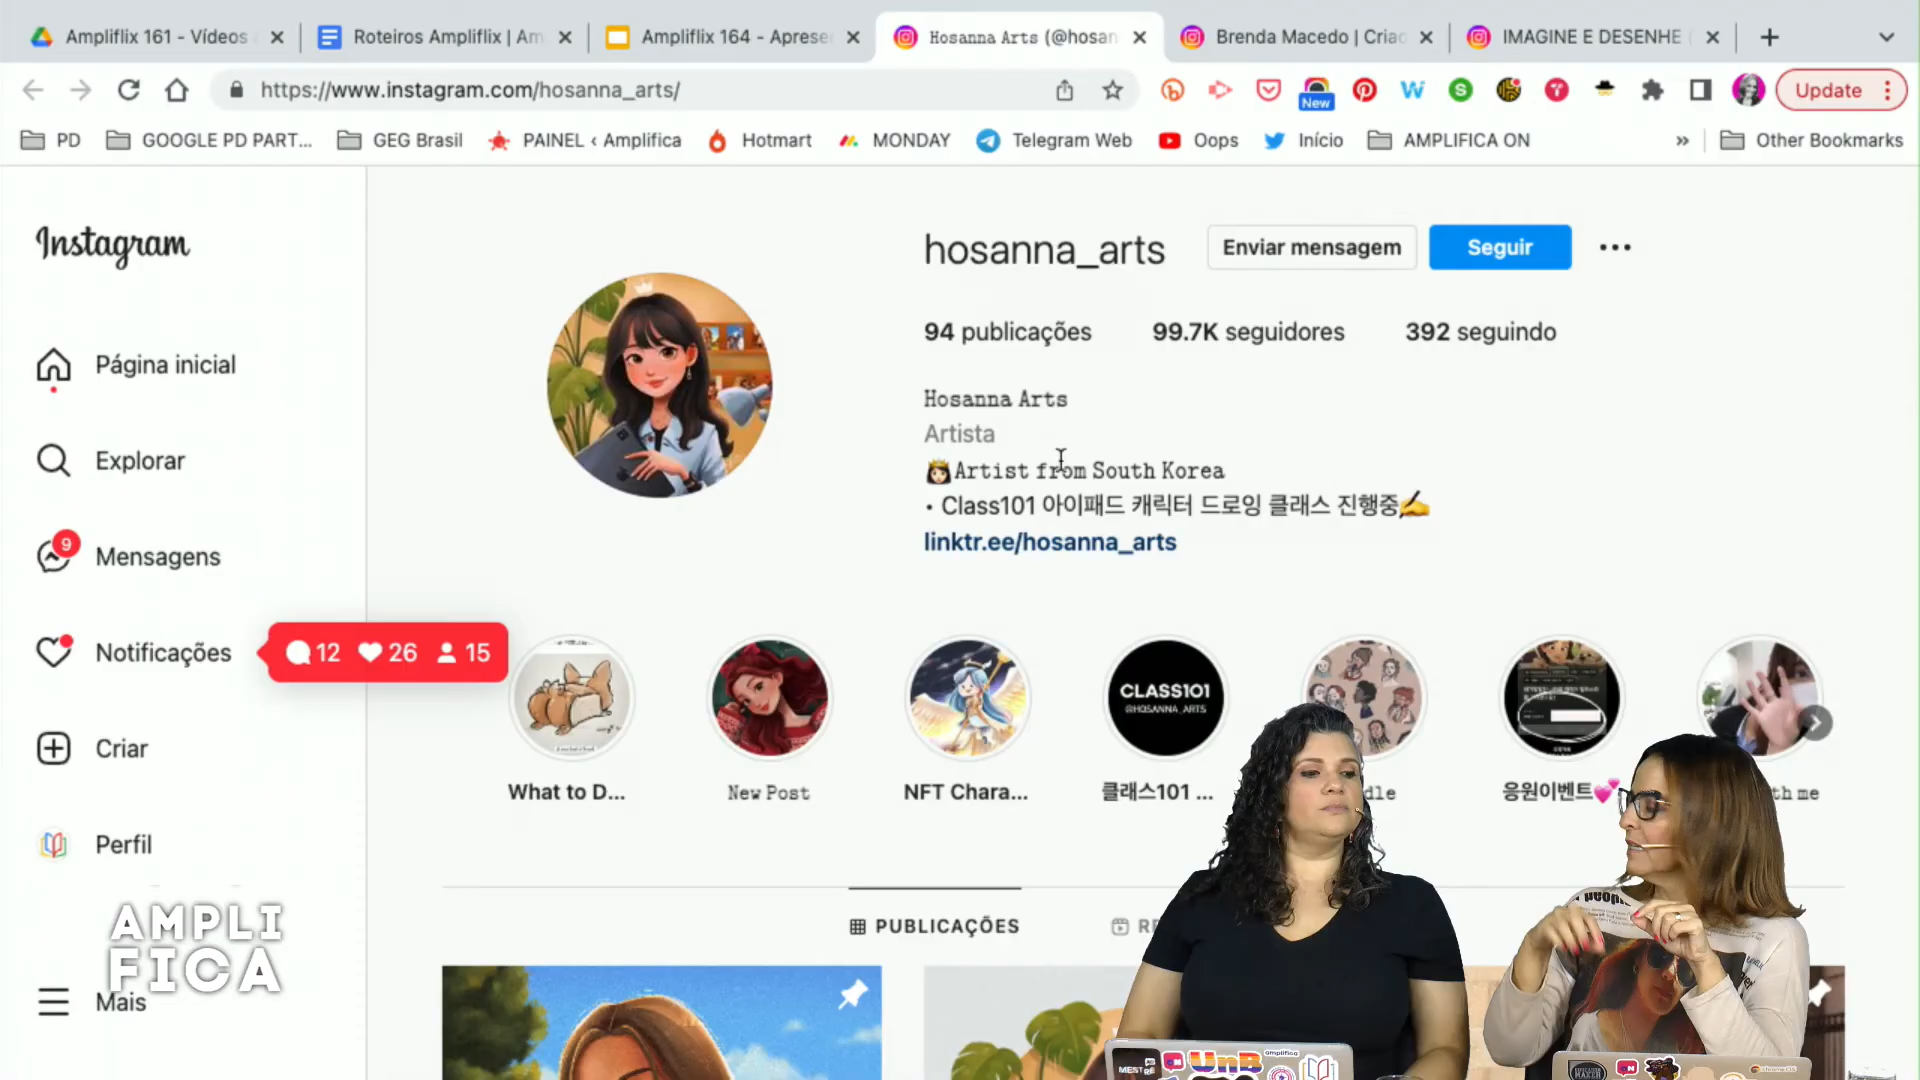 Ampliflix 161 - Vídeos
Roteiros Ampliflix | Am
Ampliflix 164 - Aprese
Hosanna Arts (@hosan
Brenda Macedo | Criac
IMAGINE E DESENHE (
https://www.instagram.com/hosanna_arts/
New
Update
PD
GOOGLE PD PART...
GEG Brasil
PAINEL ‹ Amplifica
Hotmart
MONDAY
Telegram Web
Oops
Início
AMPLIFICA ON
»
Other Bookmarks
Instagram
hosanna_arts
Enviar mensagem
Seguir
94 publicações
99.7K seguidores
392 seguindo
Página inicial
Hosanna Arts
Artista
👸🏻Artist from South Korea
• Class101 아이패드 캐릭터 드로잉 클래스 진행중✍️
linktr.ee/hosanna_arts
Explorar
9
Mensagens
Notificações
12 26 15
CLASS101
@HOSANNA_ARTS
Criar
What to D...
New Post
NFT Chara...
클래스101 ...
dle
응원이벤트💕
th me
Perfil
AMPLI
FICA
Mais
PUBLICAÇÕES
RE
UnB
amplifica